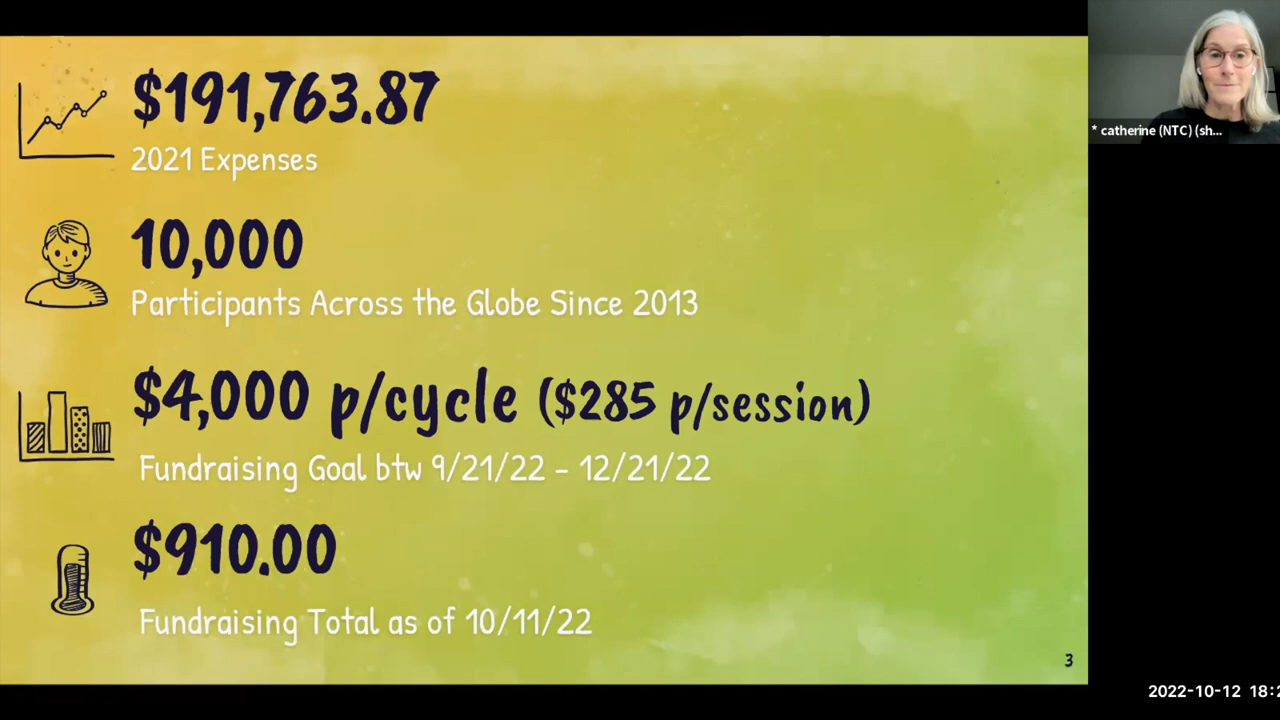 $191,763.87
2021 Expenses
10,000
Participants Across the Globe Since 2013
$4,000 p/cycle ($285 p/session)
Fundraising Goal btw 9/21/22 - 12/21/22
$910.00
Fundraising Total as of 10/11/22
3
* catherine (NTC) (sh...
2022-10-12 18:2